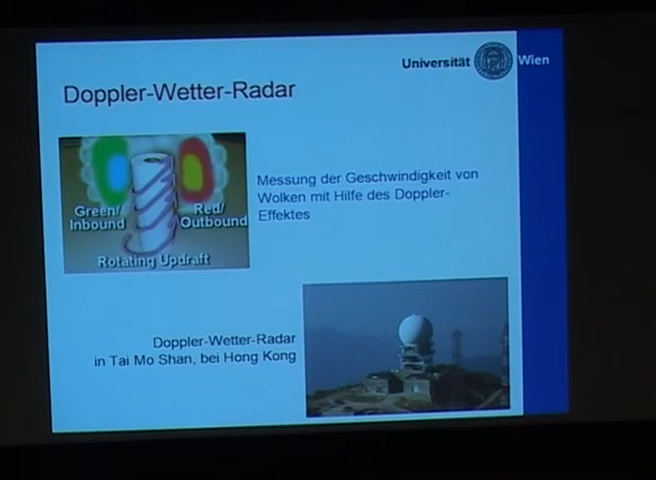 Universität Wien
Doppler-Wetter-Radar
Messung der Geschwindigkeit von
Wolken mit Hilfe des Doppler-
Effektes
Green/
Inbound
Red/
Outbound
Rotating Updraft
Doppler-Wetter-Radar
in Tai Mo Shan, bei Hong Kong